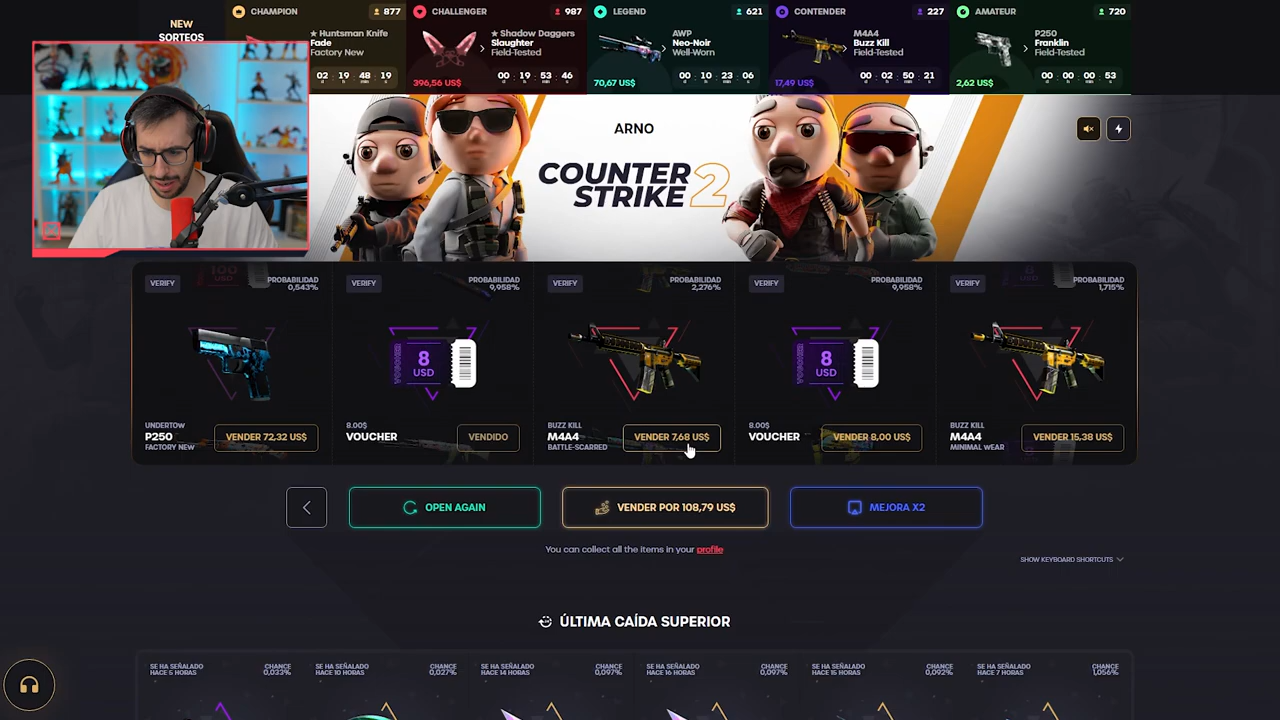 NEW
SORTEOS
CHAMPION
877
★ Huntsman Knife
Fade
Factory New
02 : 19 : 48 : 19
d h min s
CHALLENGER
987
★ Shadow Daggers
Slaughter
Field-Tested
396,56 US$
00 : 19 : 53 : 46
d h min s
LEGEND
621
AWP
Neo-Noir
Well-Worn
70,67 US$
00 : 10 : 23 : 06
d h min s
CONTENDER
227
M4A4
Buzz Kill
Field-Tested
17,49 US$
00 : 02 : 50 : 21
d h min s
AMATEUR
720
P250
Franklin
Field-Tested
2,62 US$
00 : 00 : 00 : 53
d h min s
ARNO
COUNTER
STRIKE 2
VERIFY
PROBABILIDAD
0,543%
UNDERTOW
P250
FACTORY NEW
VENDER 72,32 US$
VERIFY
PROBABILIDAD
9,958%
VOUCHER
8
USD
8.00$
VOUCHER
VENDIDO
VERIFY
PROBABILIDAD
2,276%
BUZZ KILL
M4A4
BATTLE-SCARRED
VENDER 7,68 US$
VERIFY
PROBABILIDAD
9,958%
VOUCHER
8
USD
8.00$
VOUCHER
VENDER 8,00 US$
VERIFY
PROBABILIDAD
1,715%
BUZZ KILL
M4A4
MINIMAL WEAR
VENDER 15,38 US$
OPEN AGAIN
VENDER POR 108,79 US$
MEJORA X2
You can collect all the items in your profile
SHOW KEYBOARD SHORTCUTS
ÚLTIMA CAÍDA SUPERIOR
SE HA SEÑALADO
HACE 5 HORAS
CHANCE
0,033%
SE HA SEÑALADO
HACE 10 HORAS
CHANCE
0,027%
SE HA SEÑALADO
HACE 14 HORAS
CHANCE
0,097%
SE HA SEÑALADO
HACE 16 HORAS
CHANCE
0,097%
SE HA SEÑALADO
HACE 15 HORAS
CHANCE
0,092%
SE HA SEÑALADO
HACE 7 HORAS
CHANCE
1,056%